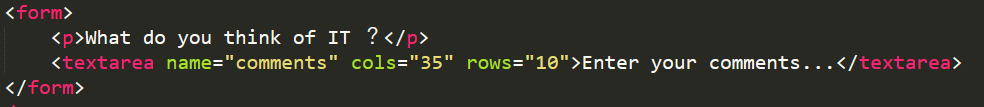 <form>
<p>What do you think of IT ？</p>
<textarea name="comments" cols="35" rows="10">Enter your comments...</textarea>
</form>